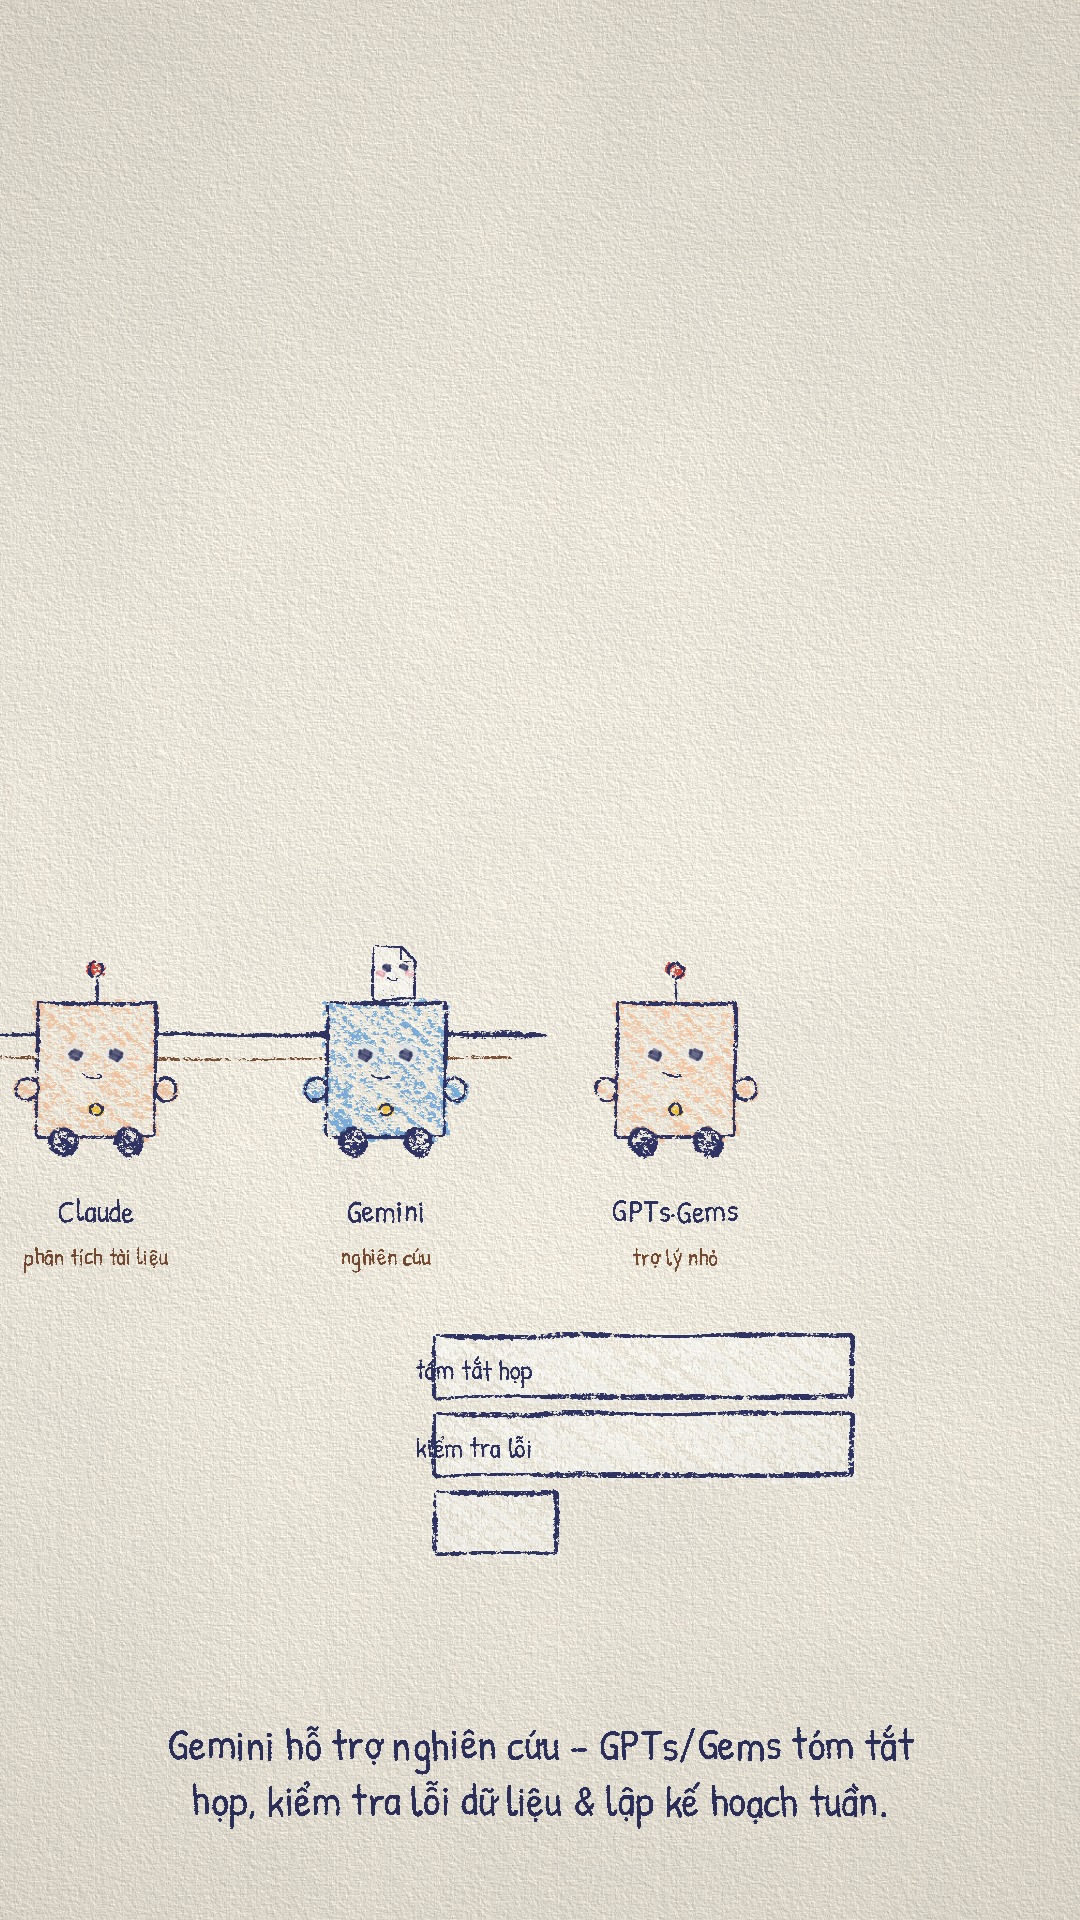 Claude
phân tích tài liệu
Gemini
nghiên cứu
GPTs·Gems
trợ lý nhỏ
tóm tắt họp
kiểm tra lỗi
Gemini hỗ trợ nghiên cứu – GPTs/Gems tóm tắt
họp, kiểm tra lỗi dữ liệu & lập kế hoạch tuần.